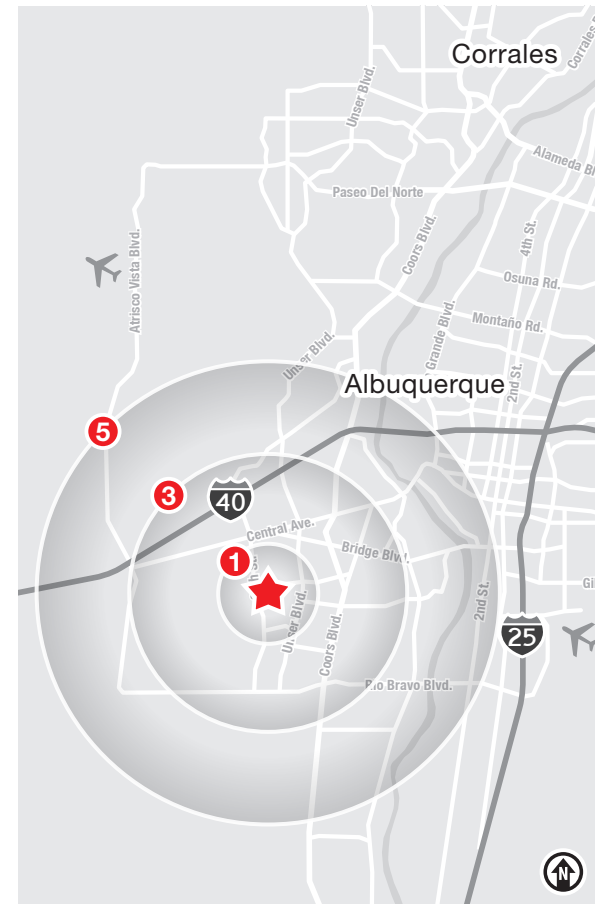 Corrales
Corrales
Unser Blvd.
Alameda
Paseo Del Norte
4th St.
Coors Blvd.
Atrisco Vista Blvd.
Osuna Rd.
Grande Blvd.
Montaño Rd.
Unser Blvd.
2nd St.
Albuquerque
5
3
40
Central Ave.
1
Bridge Blvd.
2nd St.
Unser Blvd.
Coors Blvd.
25
Rio Bravo Blvd.
N